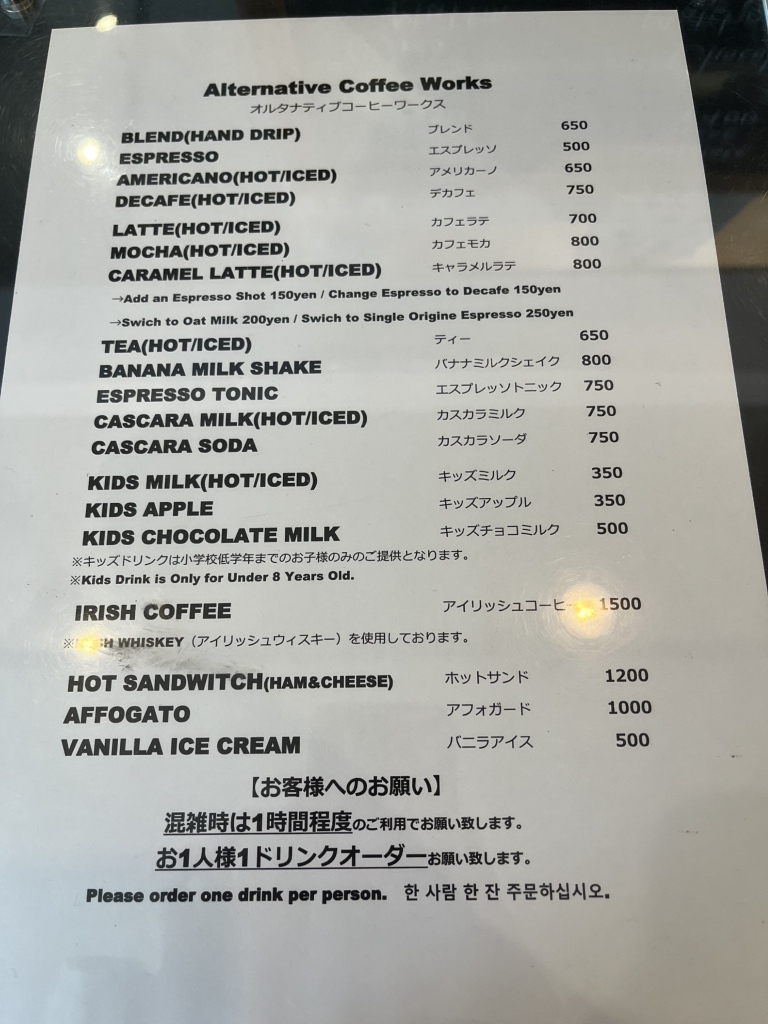 Alternative Coffee Works
オルタナティブコーヒーワークス
BLEND(HAND DRIP) ブレンド 650
ESPRESSO エスプレッソ 500
AMERICANO(HOT/ICED) アメリカーノ 650
DECAFE(HOT/ICED) デカフェ 750
LATTE(HOT/ICED) カフェラテ 700
MOCHA(HOT/ICED) カフェモカ 800
CARAMEL LATTE(HOT/ICED) キャラメルラテ 800
→Add an Espresso Shot 150yen / Change Espresso to Decafe 150yen
→Swich to Oat Milk 200yen / Swich to Single Origine Espresso 250yen
TEA(HOT/ICED) ティー 650
BANANA MILK SHAKE バナナミルクシェイク 800
ESPRESSO TONIC エスプレッソトニック 750
CASCARA MILK(HOT/ICED) カスカラミルク 750
CASCARA SODA カスカラソーダ 750
KIDS MILK(HOT/ICED) キッズミルク 350
KIDS APPLE キッズアップル 350
KIDS CHOCOLATE MILK キッズチョコミルク 500
※キッズドリンクは小学校低学年までのお子様のみのご提供となります。
※Kids Drink is Only for Under 8 Years Old.
IRISH COFFEE アイリッシュコーヒー 1500
※ WHISKEY（アイリッシュウィスキー）を使用しております。
HOT SANDWITCH(HAM&CHEESE) ホットサンド 1200
AFFOGATO アフォガード 1000
VANILLA ICE CREAM バニラアイス 500
【お客様へのお願い】
混雑時は1時間程度のご利用でお願い致します。
お1人様1ドリンクオーダーお願い致します。
Please order one drink per person. 한 사람 한 잔 주문하십시오.